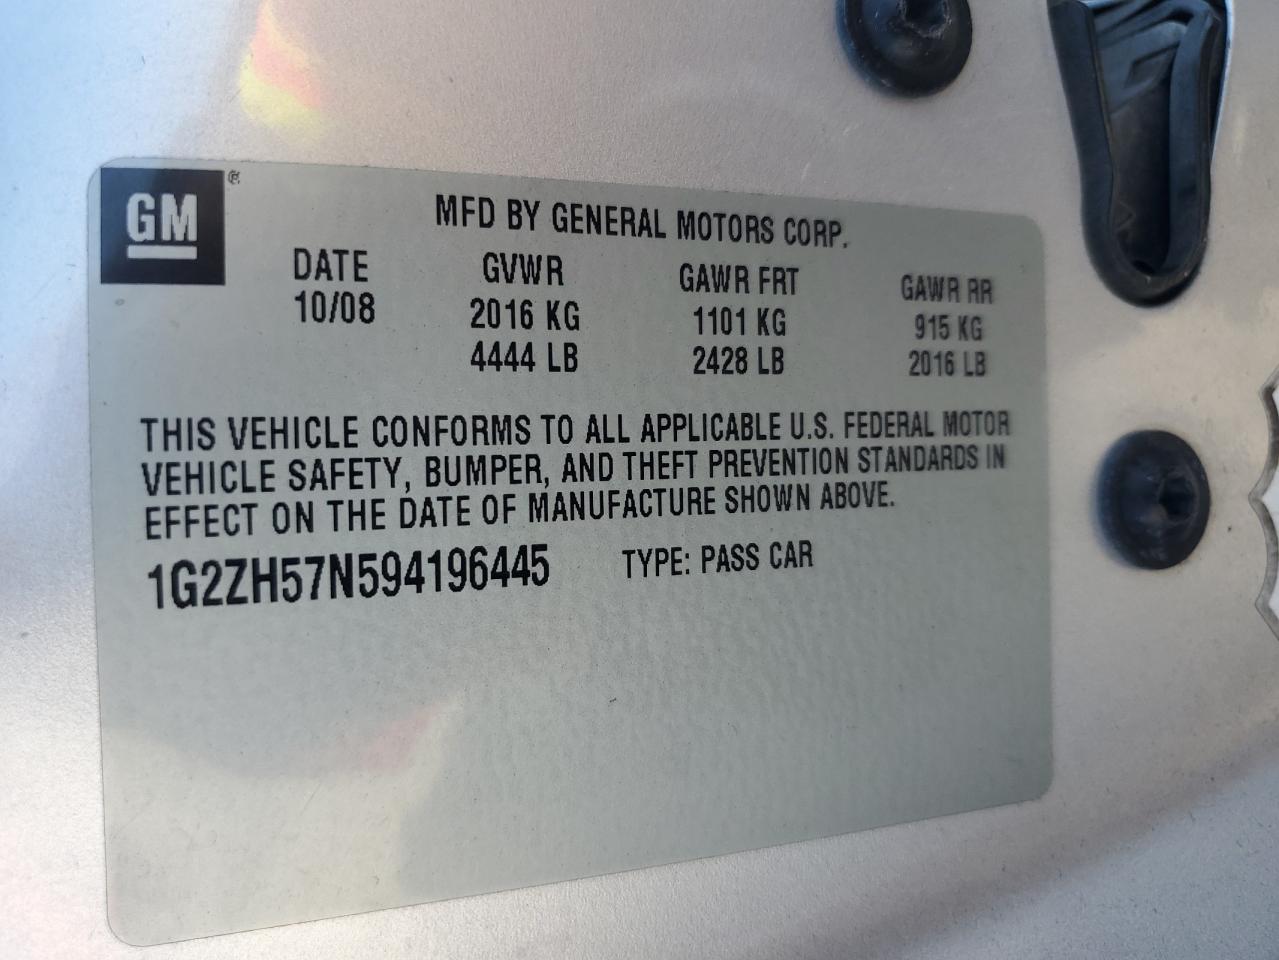 GM
®
MFD BY GENERAL MOTORS CORP.
DATE GVWR GAWR FRT GAWR RR
10/08 2016 KG 1101 KG 915 KG
4444 LB 2428 LB 2016 LB
THIS VEHICLE CONFORMS TO ALL APPLICABLE U.S. FEDERAL MOTOR
VEHICLE SAFETY, BUMPER, AND THEFT PREVENTION STANDARDS IN
EFFECT ON THE DATE OF MANUFACTURE SHOWN ABOVE.
1G2ZH57N594196445 TYPE: PASS CAR